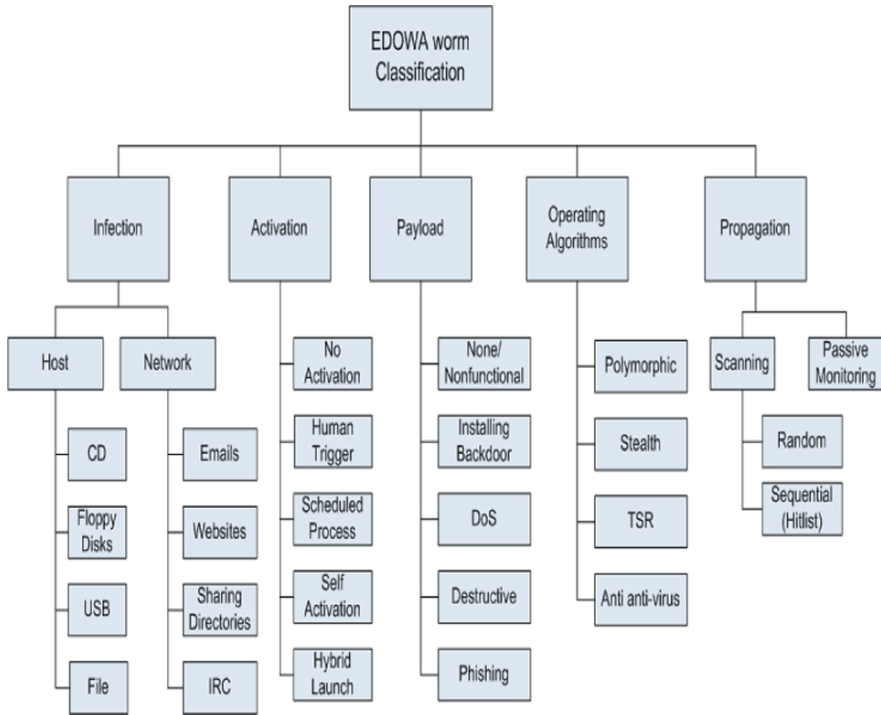 EDOWA worm
Classification
Infection
Activation
Payload
Operating
Algorithms
Propagation
Host
Network
CD
Floppy
Disks
USB
File
Emails
Websites
Sharing
Directories
IRC
No
Activation
Human
Trigger
Scheduled
Process
Self
Activation
Hybrid
Launch
None/
Nonfunctional
Installing
Backdoor
DoS
Destructive
Phishing
Polymorphic
Stealth
TSR
Anti anti-virus
Scanning
Passive
Monitoring
Random
Sequential
(Hitlist)